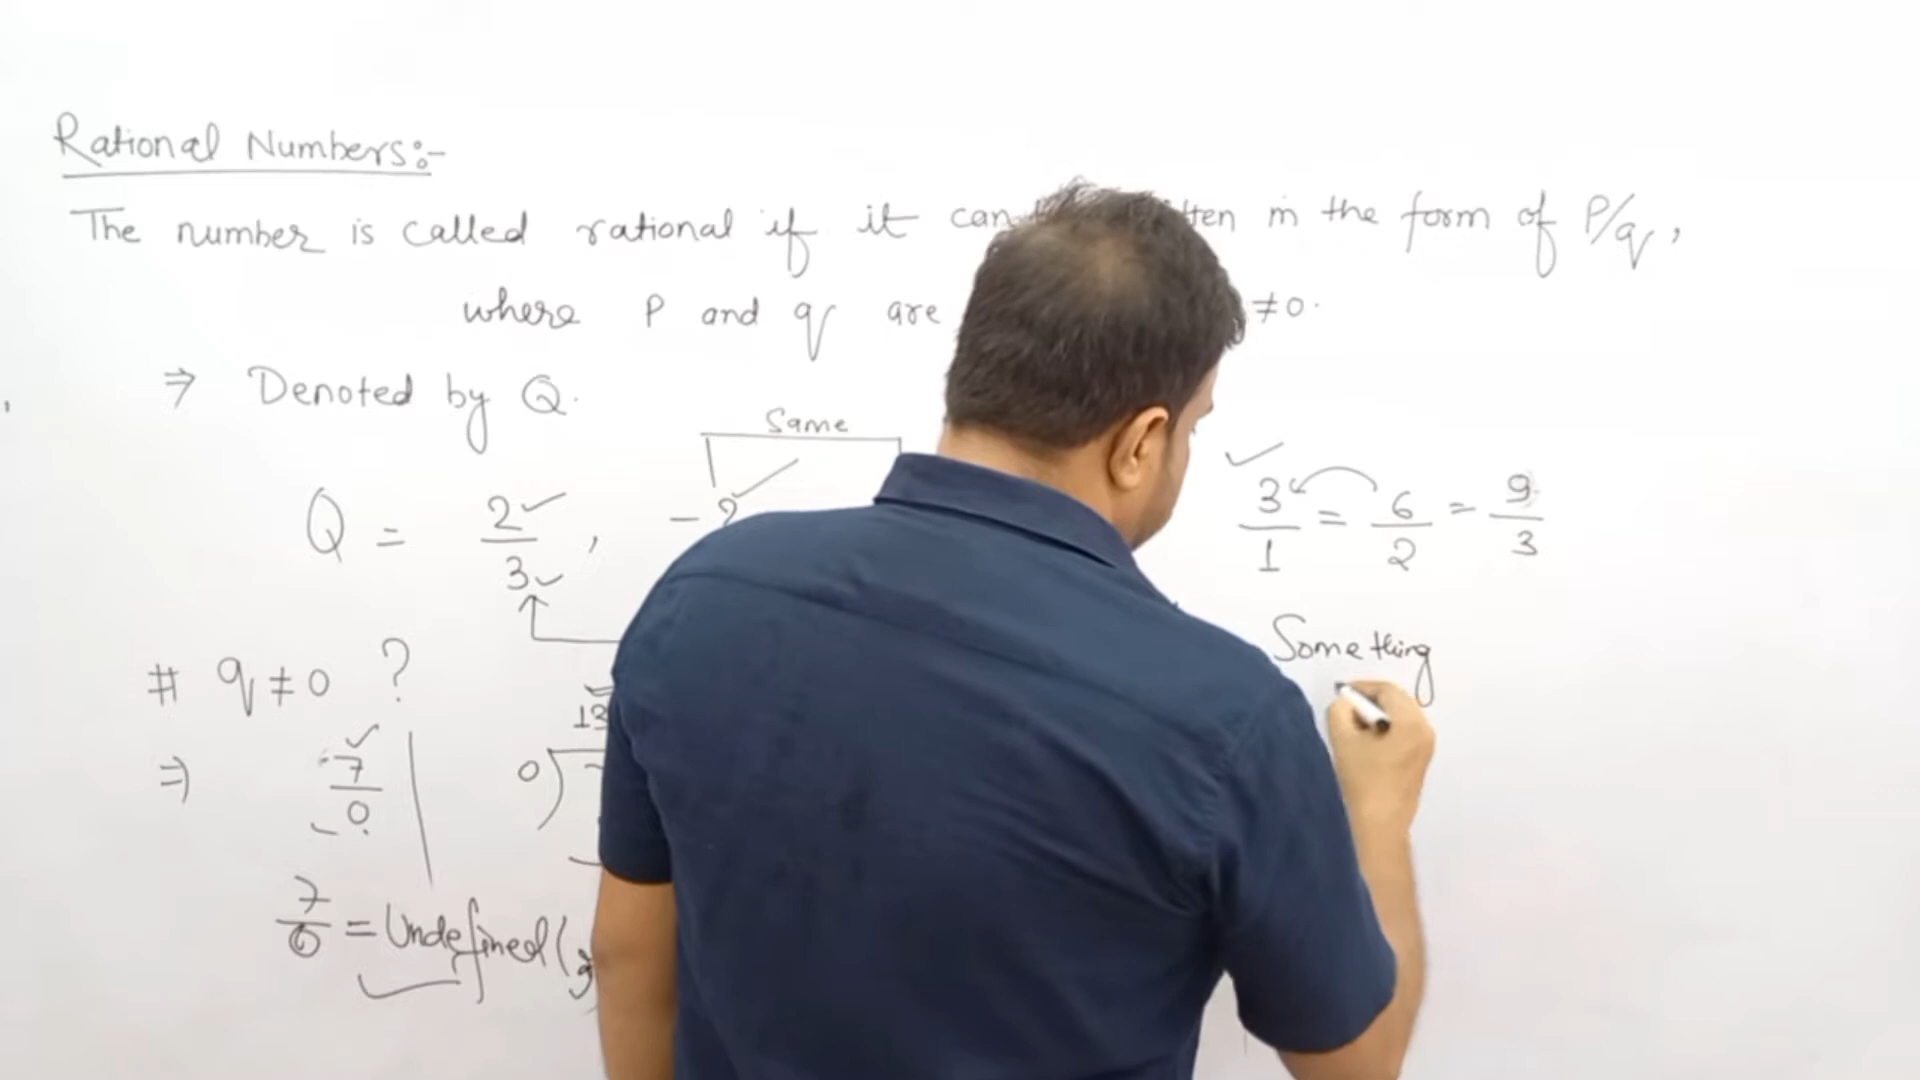 Rational Numbers:-
The number is called rational if it can ten in the form of P/q,
where P and q are ≠0.
⇒ Denoted by Q.
Same
Q = 2/3, -2
3/1 = 6/2 = 9/3
Something
# q≠0 ?
⇒ 7/0
0) 13
7/0 = Undefined (